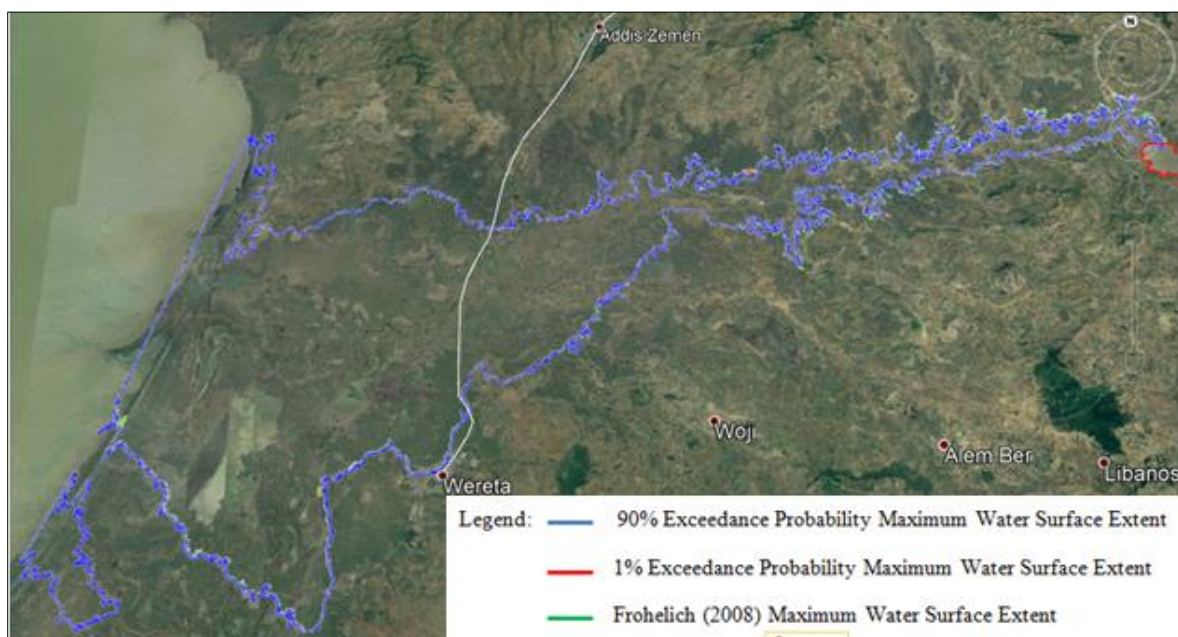 N
Addis Zemen
Woji
Alem Ber
Libanos
Wereta
Legend:
90% Exceedance Probability Maximum Water Surface Extent
1% Exceedance Probability Maximum Water Surface Extent
Frohelich (2008) Maximum Water Surface Extent